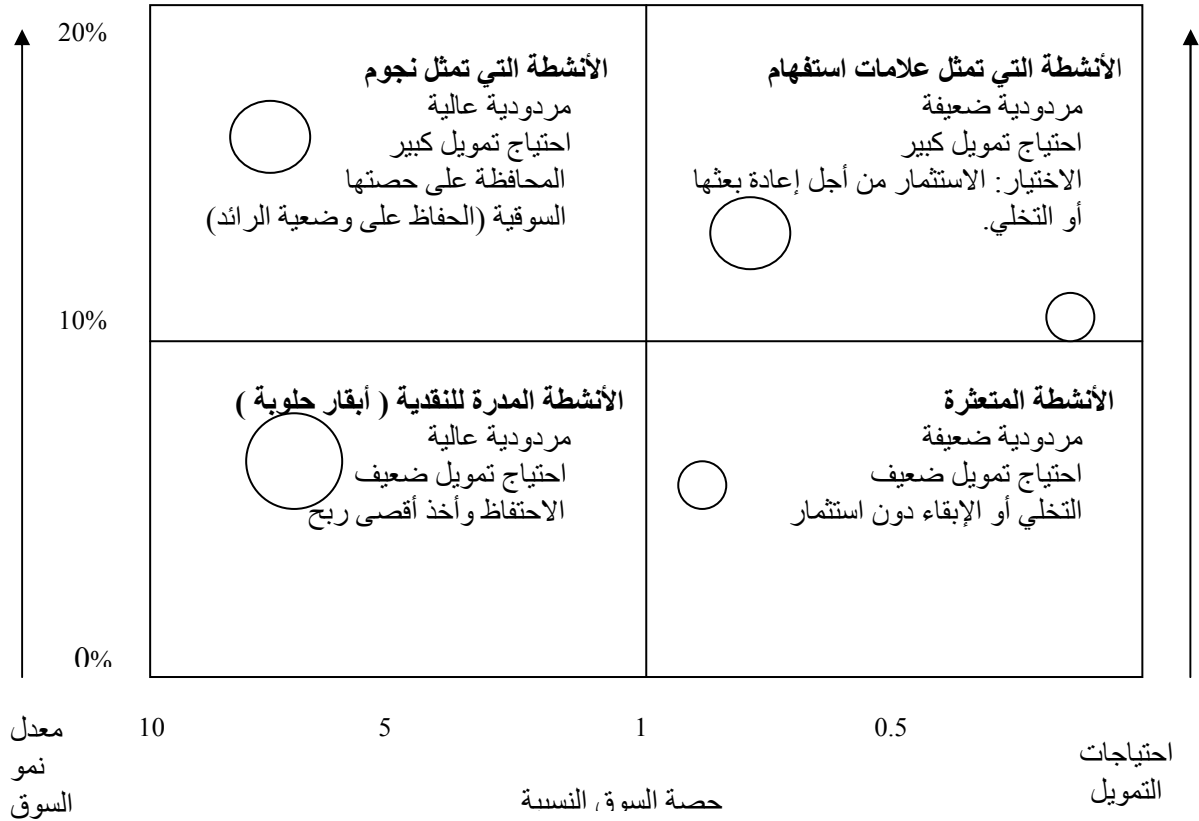 20%
الأنشطة التي تمثل علامات استفهام
مردودية ضعيفة
احتياج تمويل كبير
الاختيار: الاستثمار من أجل إعادة بعثها
أو التخلي.
الأنشطة التي تمثل نجوم
مردودية عالية
احتياج تمويل كبير
المحافظة على حصتها
السوقية (الحفاظ على وضعية الرائد)
10%
الأنشطة المتعثرة
مردودية ضعيفة
احتياج تمويل ضعيف
التخلي أو الإبقاء دون استثمار
الأنشطة المدرة للنقدية ( أبقار حلوبة )
مردودية عالية
احتياج تمويل ضعيف
الاحتفاظ وأخذ أقصى ربح
0%
10 5 1 0.5
احتياجات
التمويل
حصة السوق النسبية
معدل
نمو
السوق